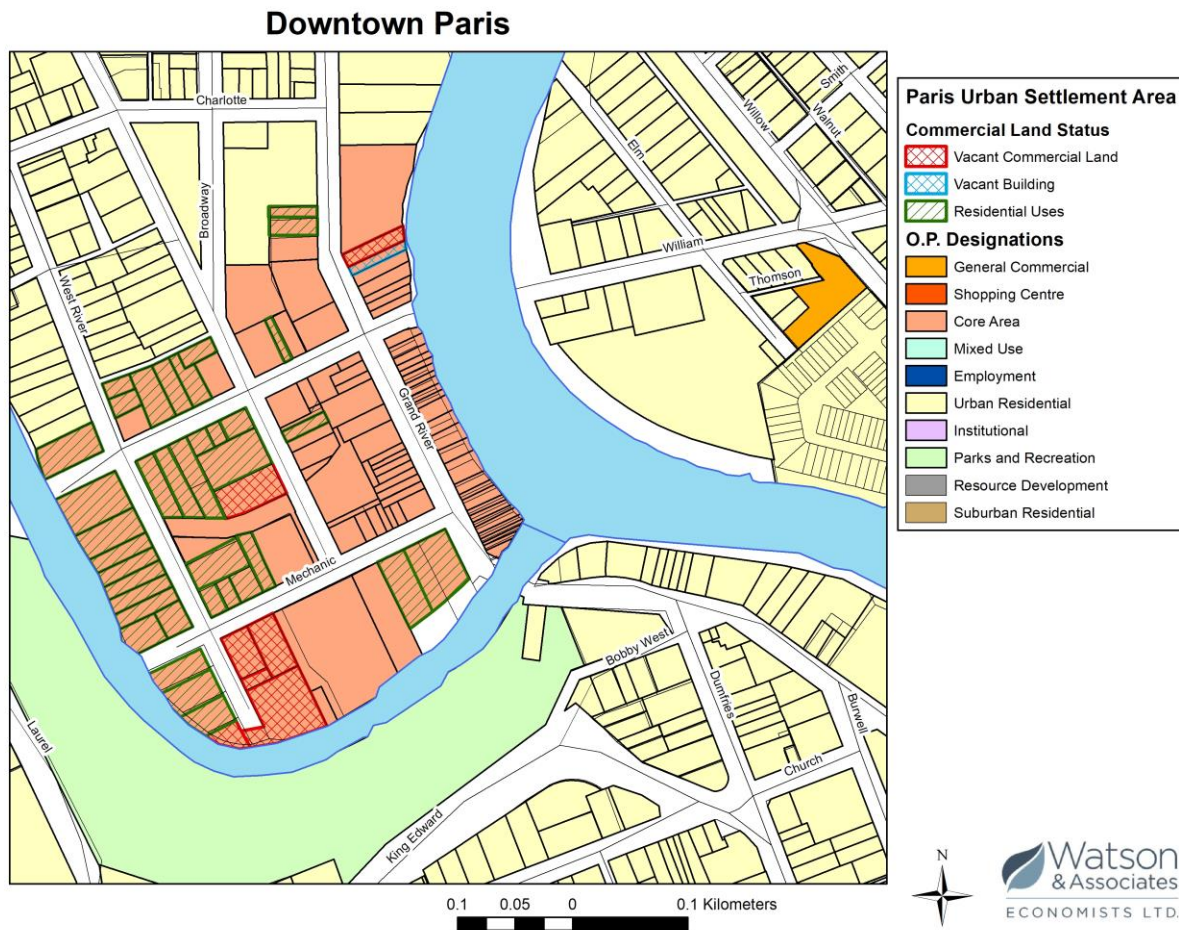 Downtown Paris
Charlotte
Broadway
West River
Grand River
Mechanic
Elm
Willow
Smith
Walnut
William
Thomson
Laurel
Bobby West
Dumfries
Burwell
Church
King Edward
Paris Urban Settlement Area
Commercial Land Status
Vacant Commercial Land
Vacant Building
Residential Uses
O.P. Designations
General Commercial
Shopping Centre
Core Area
Mixed Use
Employment
Urban Residential
Institutional
Parks and Recreation
Resource Development
Suburban Residential
0.1 0.05 0 0.1 Kilometers
N
Watson
& Associates
ECONOMISTS LTD.